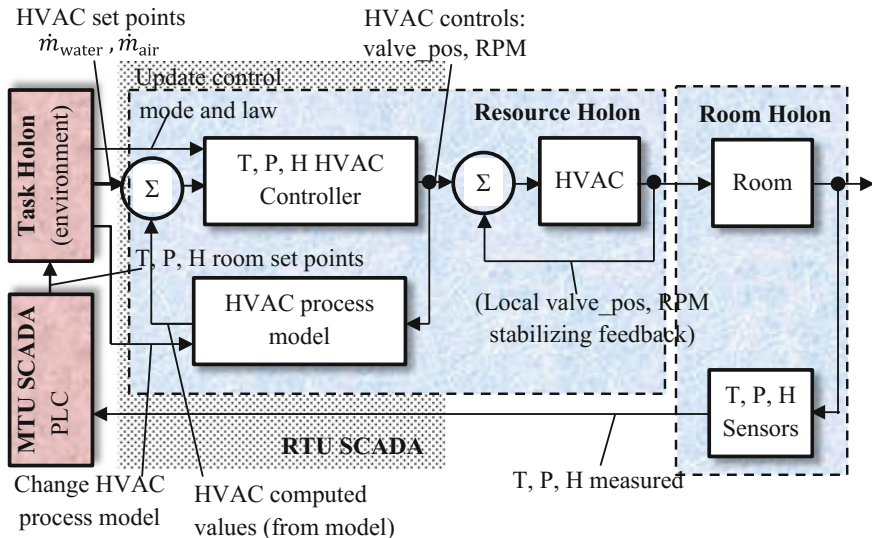 HVAC set points
ṁwater , ṁair
HVAC controls:
valve_pos, RPM
Update control
mode and law
Resource Holon
Room Holon
Task Holon
(environment)
Σ
T, P, H HVAC
Controller
Σ
HVAC
Room
T, P, H room set points
HVAC process
model
(Local valve_pos, RPM
stabilizing feedback)
MTU SCADA
PLC
T, P, H
Sensors
RTU SCADA
Change HVAC
process model
HVAC computed
values (from model)
T, P, H measured